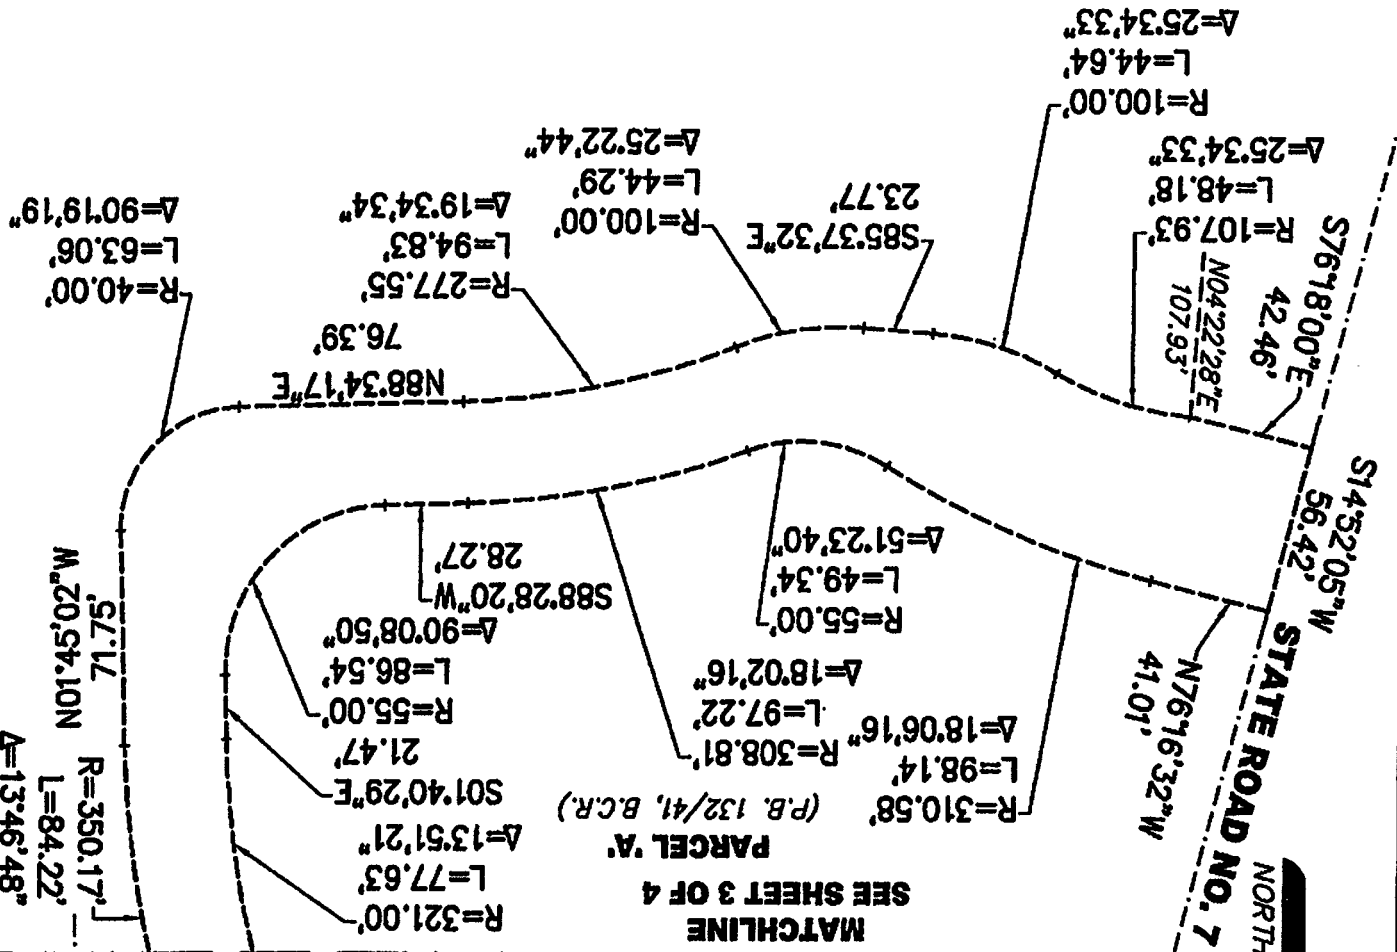 MATCHLINE
SEE SHEET 3 OF 4
PARCEL 'A'
(P.B. 132/41, B.C.R.)
R=321.00'
L=77.63'
Δ=13°51'21"
S01°40'29"E
21.47'
R=55.00'
L=86.54'
Δ=90°08'50"
S88°28'20"W
28.27'
R=308.81'
L=97.22'
Δ=18°02'16"
R=310.58'
L=98.14'
Δ=18°06'16"
R=55.00'
L=49.34'
Δ=51°23'40"
N76°16'32"W
41.01'
STATE ROAD NO. 7
NORTH
S14°52'05"W
56.42'
S76°18'00"E
42.46'
N04°22'28"E
107.93'
R=107.93'
L=48.18'
Δ=25°34'33"
R=100.00'
L=44.64'
Δ=25°34'33"
S85°37'32"E
23.77'
R=100.00'
L=44.29'
Δ=25°22'44"
R=277.55'
L=94.83'
Δ=19°34'34"
N88°34'17"E
76.39'
R=40.00'
L=63.06'
Δ=90°19'19"
N01°45'02"W
71.75'
R=350.17'
L=84.22'
Δ=13°46'48"